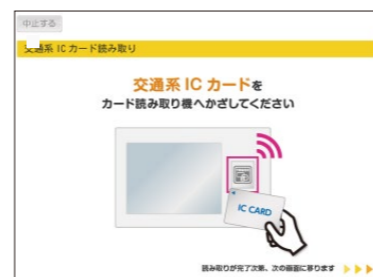 中止する
交通系 IC カード読み取り
交通系 IC カードを
カード読み取り機へかざしてください
IC CARD
読み取りが完了次第、次の画面に移ります